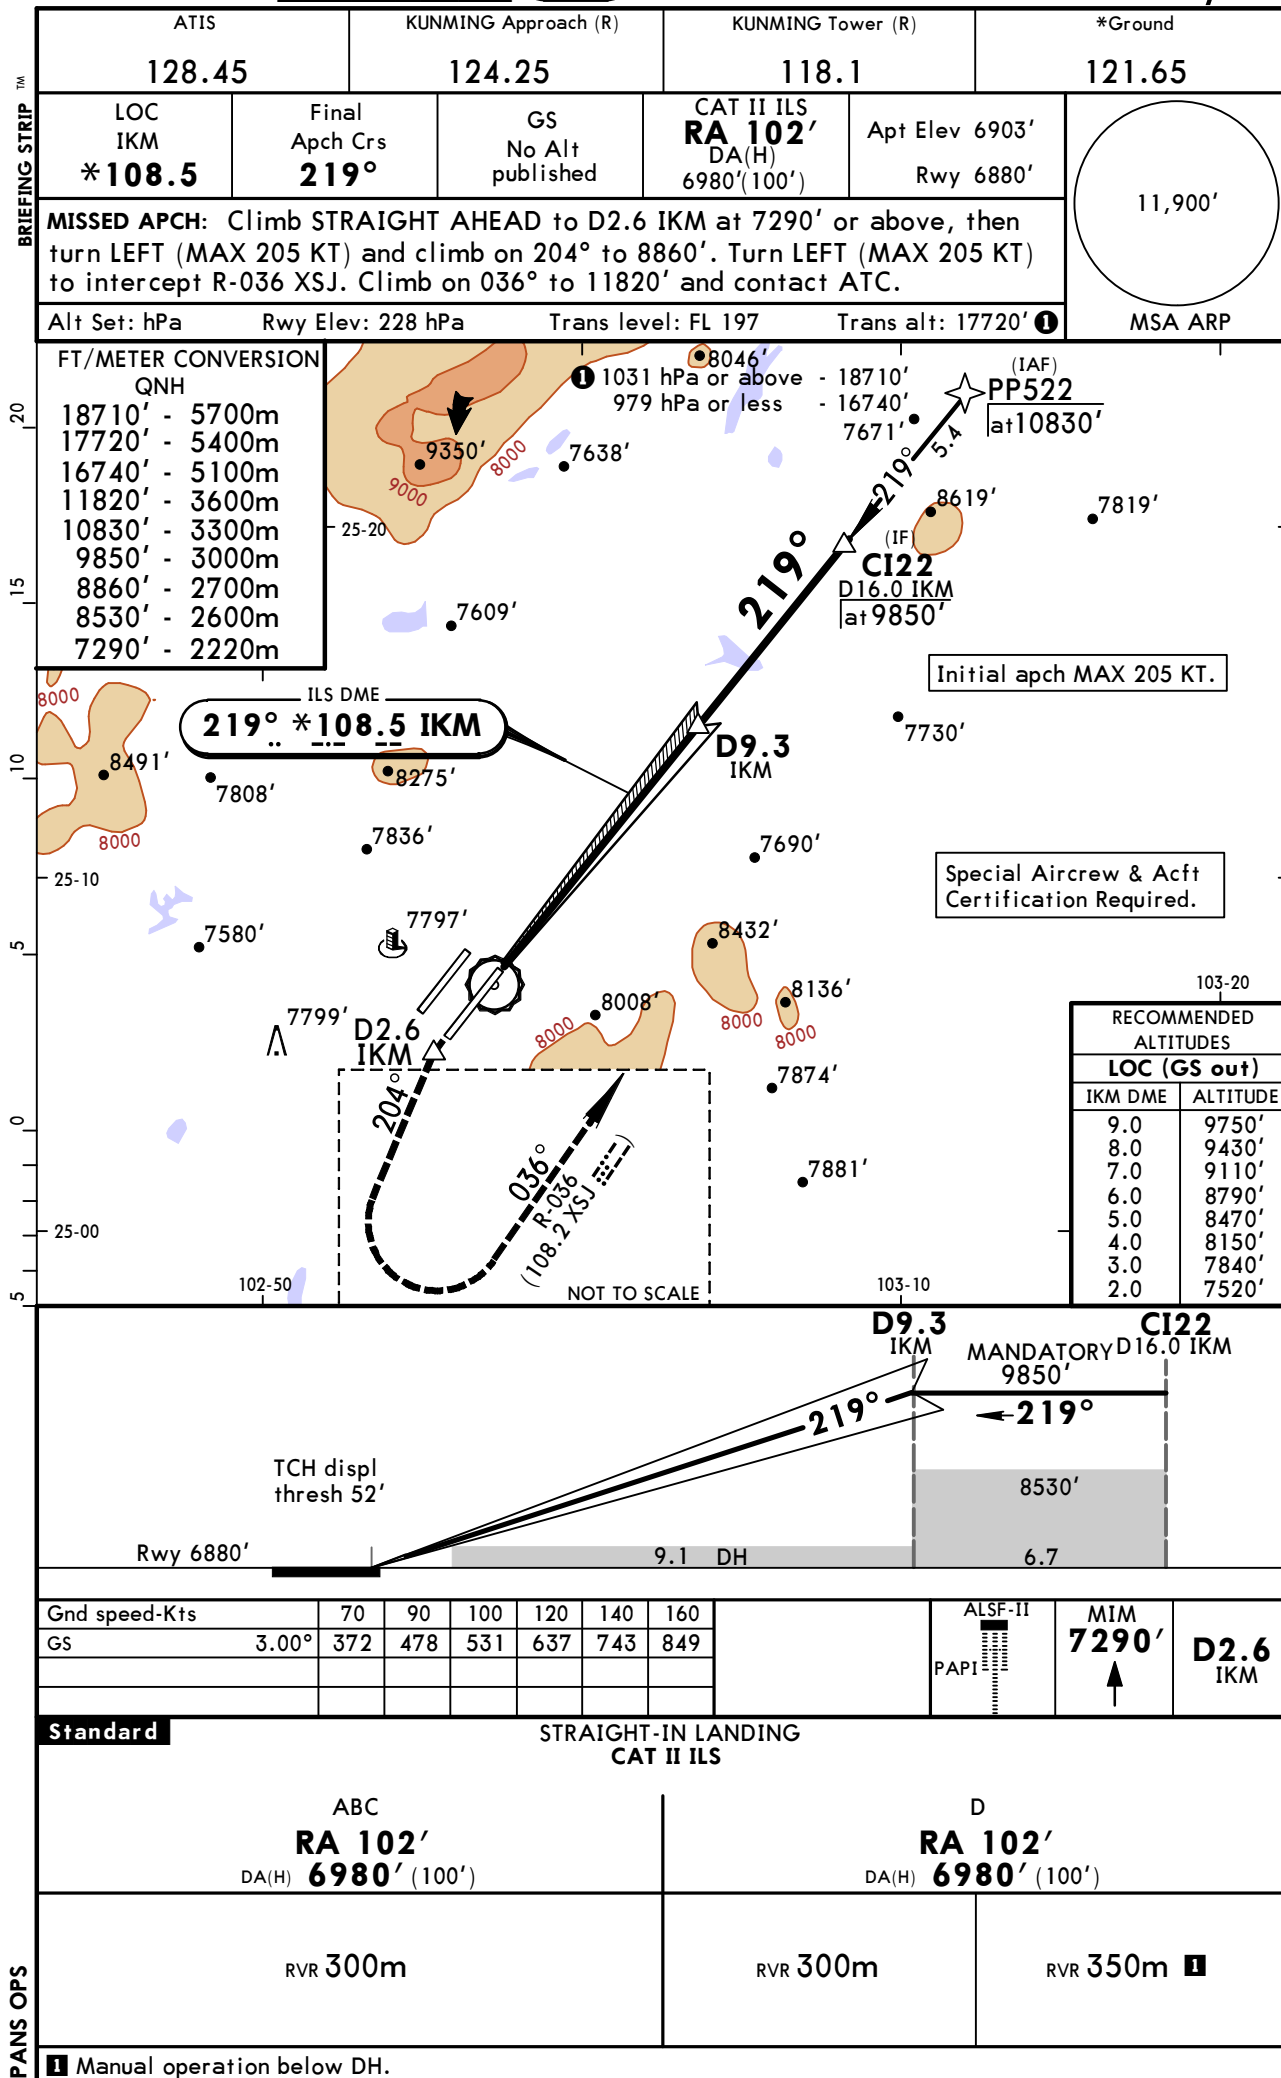 ATIS
128.45
KUNMING Approach (R)
124.25
KUNMING Tower (R)
118.1
*Ground
121.65
BRIEFING STRIP TM
LOC
IKM
*108.5
Final
Apch Crs
219°
GS
No Alt
published
CAT II ILS
RA 102'
DA(H)
6980'(100')
Apt Elev 6903'
Rwy 6880'
11,900'
MSA ARP
MISSED APCH: Climb STRAIGHT AHEAD to D2.6 IKM at 7290' or above, then
turn LEFT (MAX 205 KT) and climb on 204° to 8860'. Turn LEFT (MAX 205 KT)
to intercept R-036 XSJ. Climb on 036° to 11820' and contact ATC.
Alt Set: hPa Rwy Elev: 228 hPa Trans level: FL 197 Trans alt: 17720' 1
FT/METER CONVERSION
QNH
18710' - 5700m
17720' - 5400m
16740' - 5100m
11820' - 3600m
10830' - 3300m
9850' - 3000m
8860' - 2700m
8530' - 2600m
7290' - 2220m
8046'
1 1031 hPa or above - 18710'
979 hPa or less - 16740'
(IAF)
PP522
at 10830'
7671'
5.4
219°
9350'
8000
9000
7638'
8619'
7819'
20
25-20
(IF)
CI22
D16.0 IKM
at 9850'
219°
15
7609'
Initial apch MAX 205 KT.
8000
ILS DME
219° *108.5 IKM
D9.3
IKM
7730'
10
8491'
7808'
8275'
8000
7836'
7690'
25-10
Special Aircrew & Acft
Certification Required.
7580'
7797'
8432'
5
8136'
8008'
8000
8000
8000
103-20
7799'
D2.6
IKM
7874'
204°
0
036°
R-036
(108.2 XSJ )
7881'
25-00
102-50
NOT TO SCALE
103-10
5
RECOMMENDED
ALTITUDES
LOC (GS out)
IKM DME ALTITUDE
9.0 9750'
8.0 9430'
7.0 9110'
6.0 8790'
5.0 8470'
4.0 8150'
3.0 7840'
2.0 7520'
D9.3
IKM
MANDATORY
9850'
CI22
D16.0 IKM
219°
219°
TCH displ
thresh 52'
8530'
Rwy 6880'
9.1 DH
6.7
Gnd speed-Kts 70 90 100 120 140 160
GS 3.00° 372 478 531 637 743 849
ALSF-II
PAPI
MIM
7290'
D2.6
IKM
Standard
STRAIGHT-IN LANDING
CAT II ILS
ABC
RA 102'
DA(H) 6980' (100')
D
RA 102'
DA(H) 6980' (100')
RVR 300m
RVR 300m
RVR 350m 1
PANS OPS
1 Manual operation below DH.